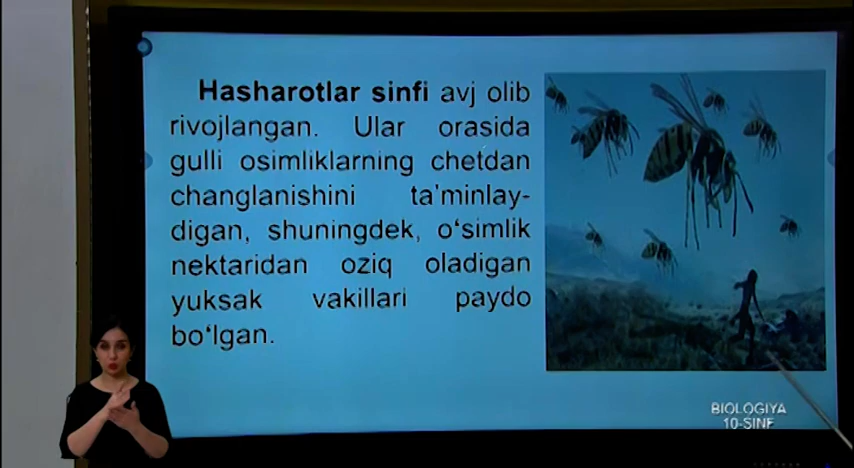 Hasharotlar sinfi avj olib
rivojlangan. Ular orasida
gulli osimliklarning chetdan
changlanishini ta'minlay-
digan, shuningdek, o‘simlik
nektaridan oziq oladigan
yuksak vakillari paydo
bo‘lgan.
BIOLOGIYA
10-SINF